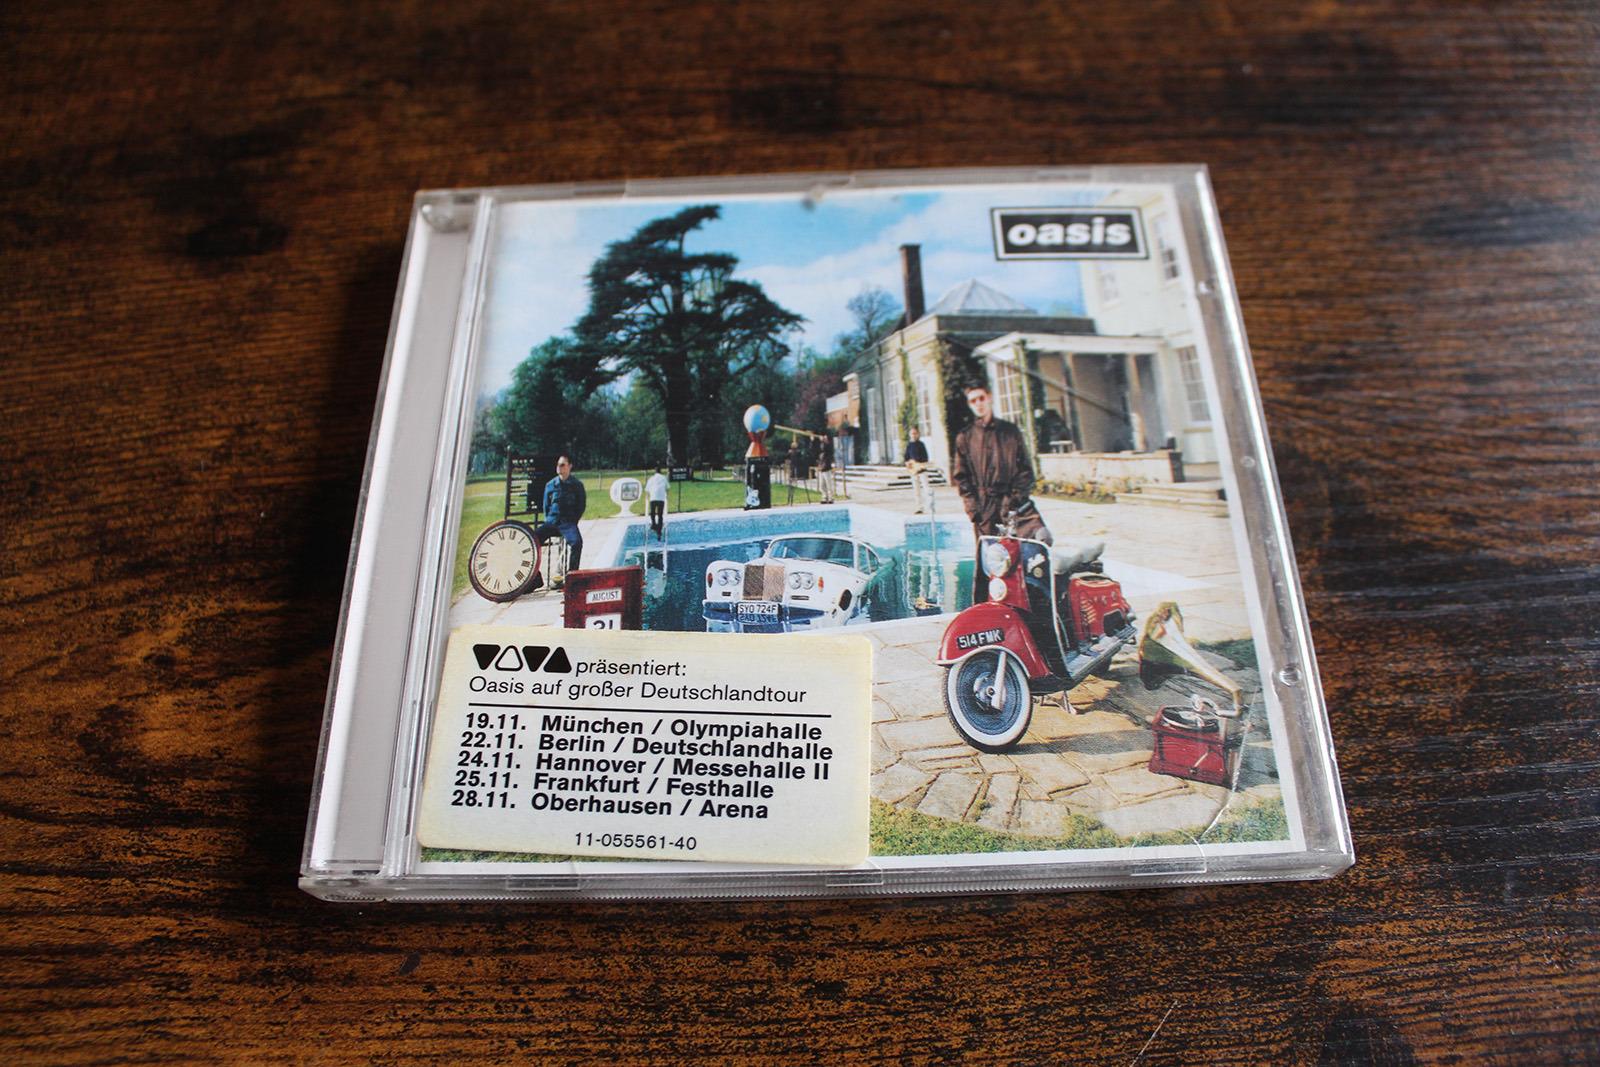 oasis
AUGUST
21
SYO 724F
514 FMK
VIVA präsentiert:
Oasis auf großer Deutschlandtour
19.11. München / Olympiahalle
22.11. Berlin / Deutschlandhalle
24.11. Hannover / Messehalle II
25.11. Frankfurt / Festhalle
28.11. Oberhausen / Arena
11-055561-40